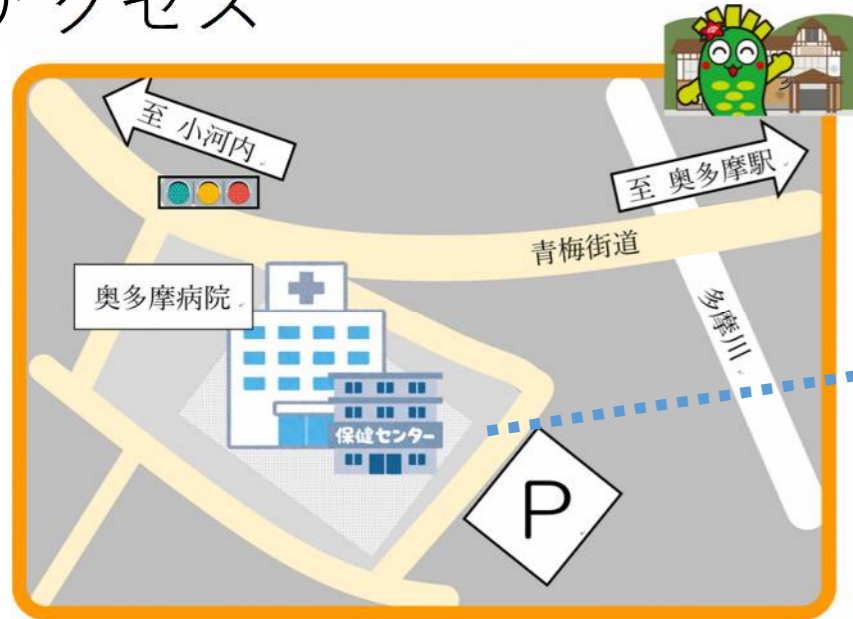 アクセス
至 小河内
至 奥多摩駅
青梅街道
奥多摩病院
多摩川
保健センター
P